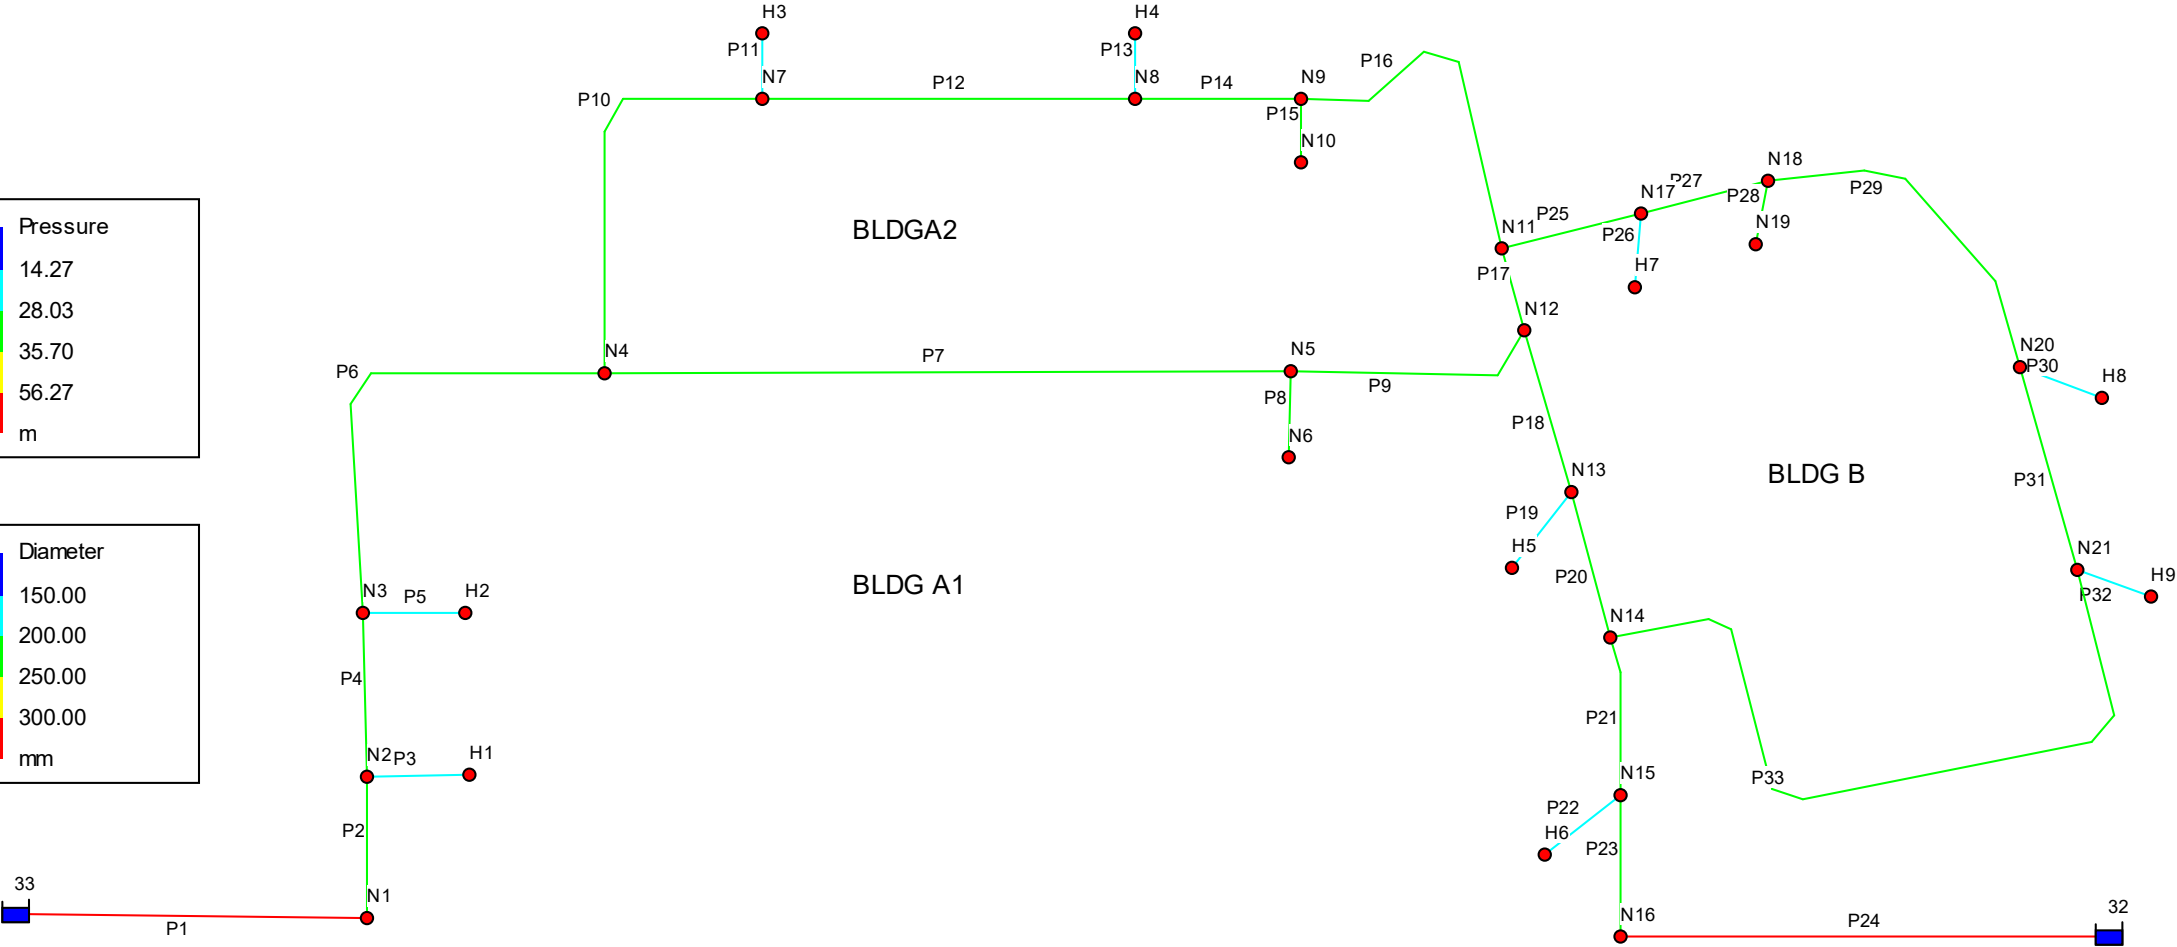 H3
H4
P11
P13
P16
N7
P12
N8
P14
N9
P10
P15
N10
N18
P27
P28
P29
N17
Pressure
14.27
28.03
35.70
56.27
m
BLDGA2
N11
P25
P26
N19
P17
H7
N12
N4
P7
N5
N20
P6
P9
P30
H8
P8
P18
N6
N13
BLDG B
P31
P19
H5
N21
Diameter
150.00
200.00
250.00
300.00
mm
BLDG A1
P20
H9
N3
P5
H2
P32
N14
P4
P21
N2
P3
H1
N15
P33
P22
P2
H6
P23
33
N1
P1
N16
P24
32